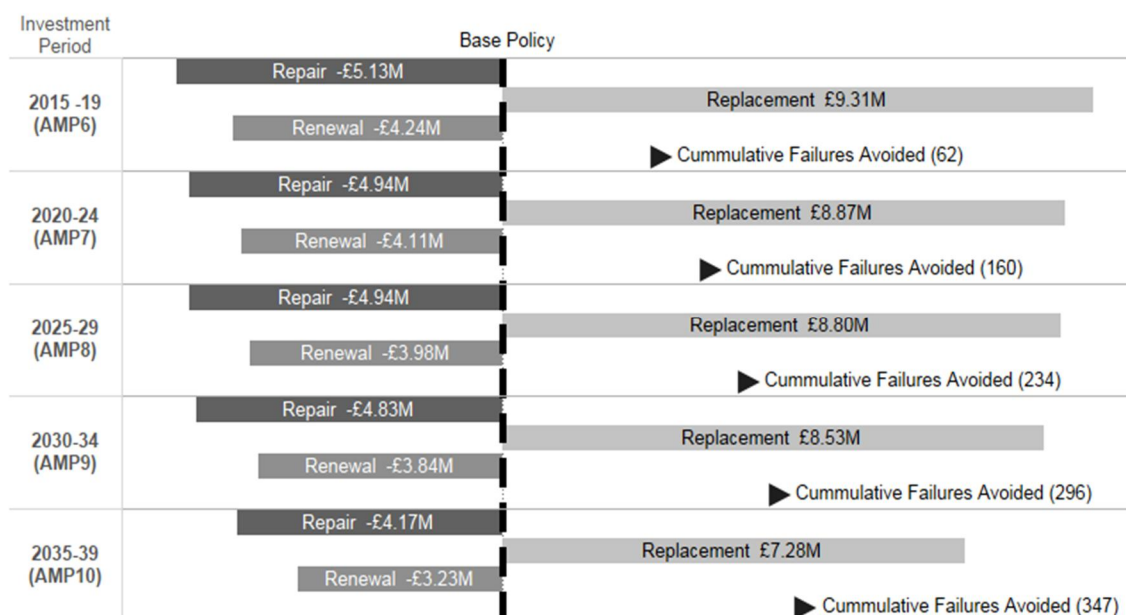 Investment
Period
Base Policy
2015 -19
(AMP6)
Repair -£5.13M
Replacement £9.31M
Renewal -£4.24M
Cummulative Failures Avoided (62)
2020-24
(AMP7)
Repair -£4.94M
Replacement £8.87M
Renewal -£4.11M
Cummulative Failures Avoided (160)
2025-29
(AMP8)
Repair -£4.94M
Replacement £8.80M
Renewal -£3.98M
Cummulative Failures Avoided (234)
2030-34
(AMP9)
Repair -£4.83M
Replacement £8.53M
Renewal -£3.84M
Cummulative Failures Avoided (296)
2035-39
(AMP10)
Repair -£4.17M
Replacement £7.28M
Renewal -£3.23M
Cummulative Failures Avoided (347)